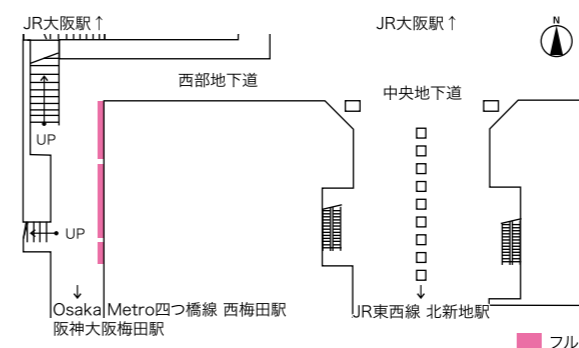 JR大阪駅↑
JR大阪駅↑
N
西部地下道
中央地下道
UP
UP
Osaka Metro四つ橋線 西梅田駅
阪神大阪梅田駅
JR東西線 北新地駅
フル